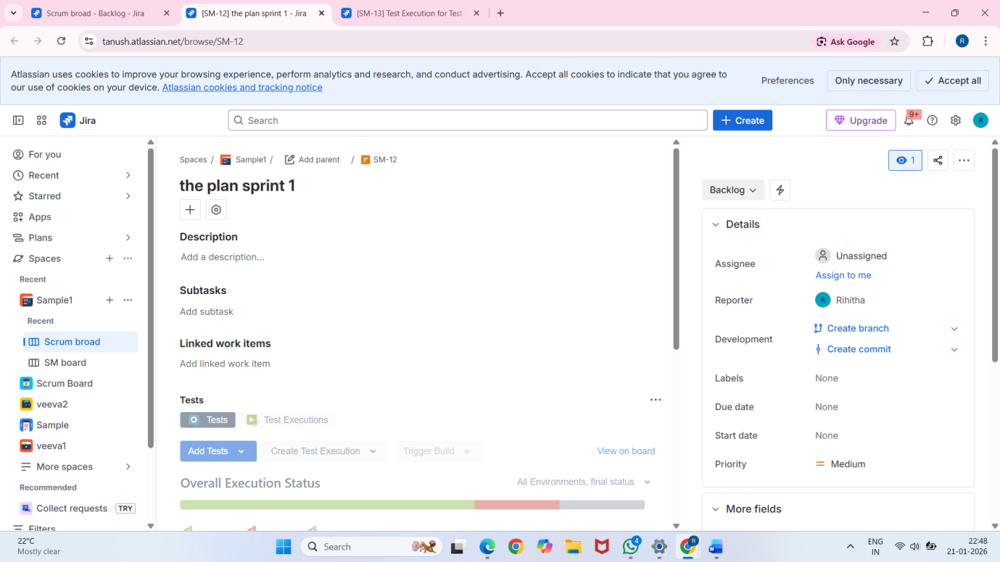 Scrum broad - Backlog - Jira
[SM-12] the plan sprint 1 - Jira
[SM-13] Test Execution for Test
tanush.atlassian.net/browse/SM-12
Ask Google
R
Atlassian uses cookies to improve your browsing experience, perform analytics and research, and conduct advertising. Accept all cookies to indicate that you agree to
our use of cookies on your device. Atlassian cookies and tracking notice
Preferences
Only necessary
Accept all
Jira
Search
Create
Upgrade
9+
R
For you
Recent
Starred
Apps
Plans
Spaces
Recent
Sample1
Recent
Scrum broad
SM board
Scrum Board
veeva2
Sample
veeva1
More spaces
Recommended
Collect requests TRY
Filters
Spaces / Sample1 / Add parent / SM-12
the plan sprint 1
Description
Add a description...
Subtasks
Add subtask
Linked work items
Add linked work item
Tests
Tests
Test Executions
Add Tests
Create Test Execution
Trigger Build
View on board
Overall Execution Status
All Environments, final status
1
Backlog
Details
Assignee
Unassigned
Assign to me
Reporter
R
Rihitha
Development
Create branch
Create commit
Labels
None
Due date
None
Start date
None
Priority
Medium
More fields
22°C
Mostly clear
Search
4
R
ENG
IN
22:48
21-01-2026